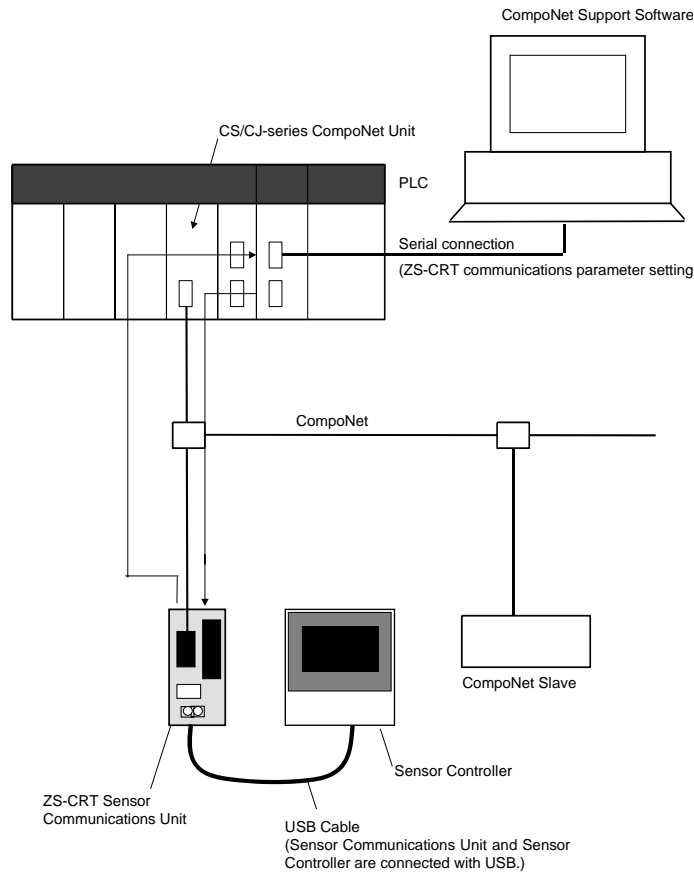 CompoNet Support Software
CS/CJ-series CompoNet Unit
PLC
Serial connection
(ZS-CRT communications parameter setting
CompoNet
CompoNet Slave
Sensor Controller
ZS-CRT Sensor
Communications Unit
USB Cable
(Sensor Communications Unit and Sensor
Controller are connected with USB.)